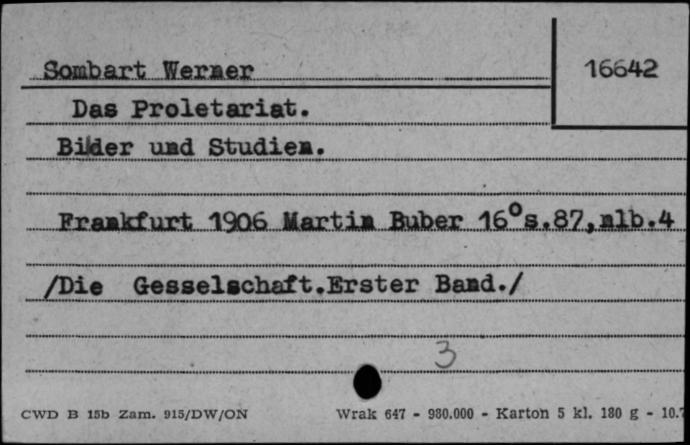 Sombart Werner
16642
Das Proletariat.
Bilder und Studien.
Frankfurt 1906 Martin Buber 16°s.87,nlb.4
/Die Gesselschaft.Erster Band./
3
CWD B 15b Zam. 915/DW/ON Wrak 647 - 980.000 - Karton 5 kl. 180 g - 10.7